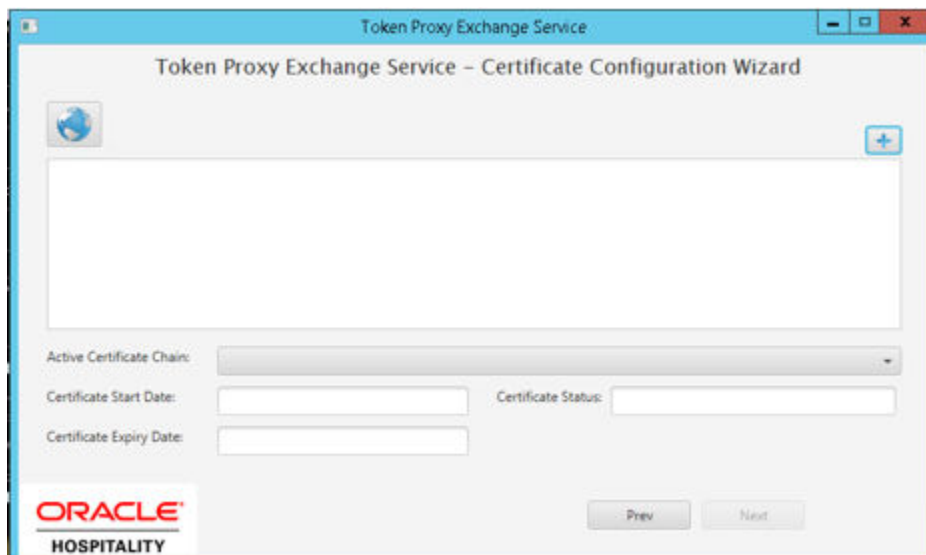 Token Proxy Exchange Service
Token Proxy Exchange Service – Certificate Configuration Wizard
Active Certificate Chain:
Certificate Start Date:
Certificate Status:
Certificate Expiry Date:
Prev
Next
ORACLE®
HOSPITALITY